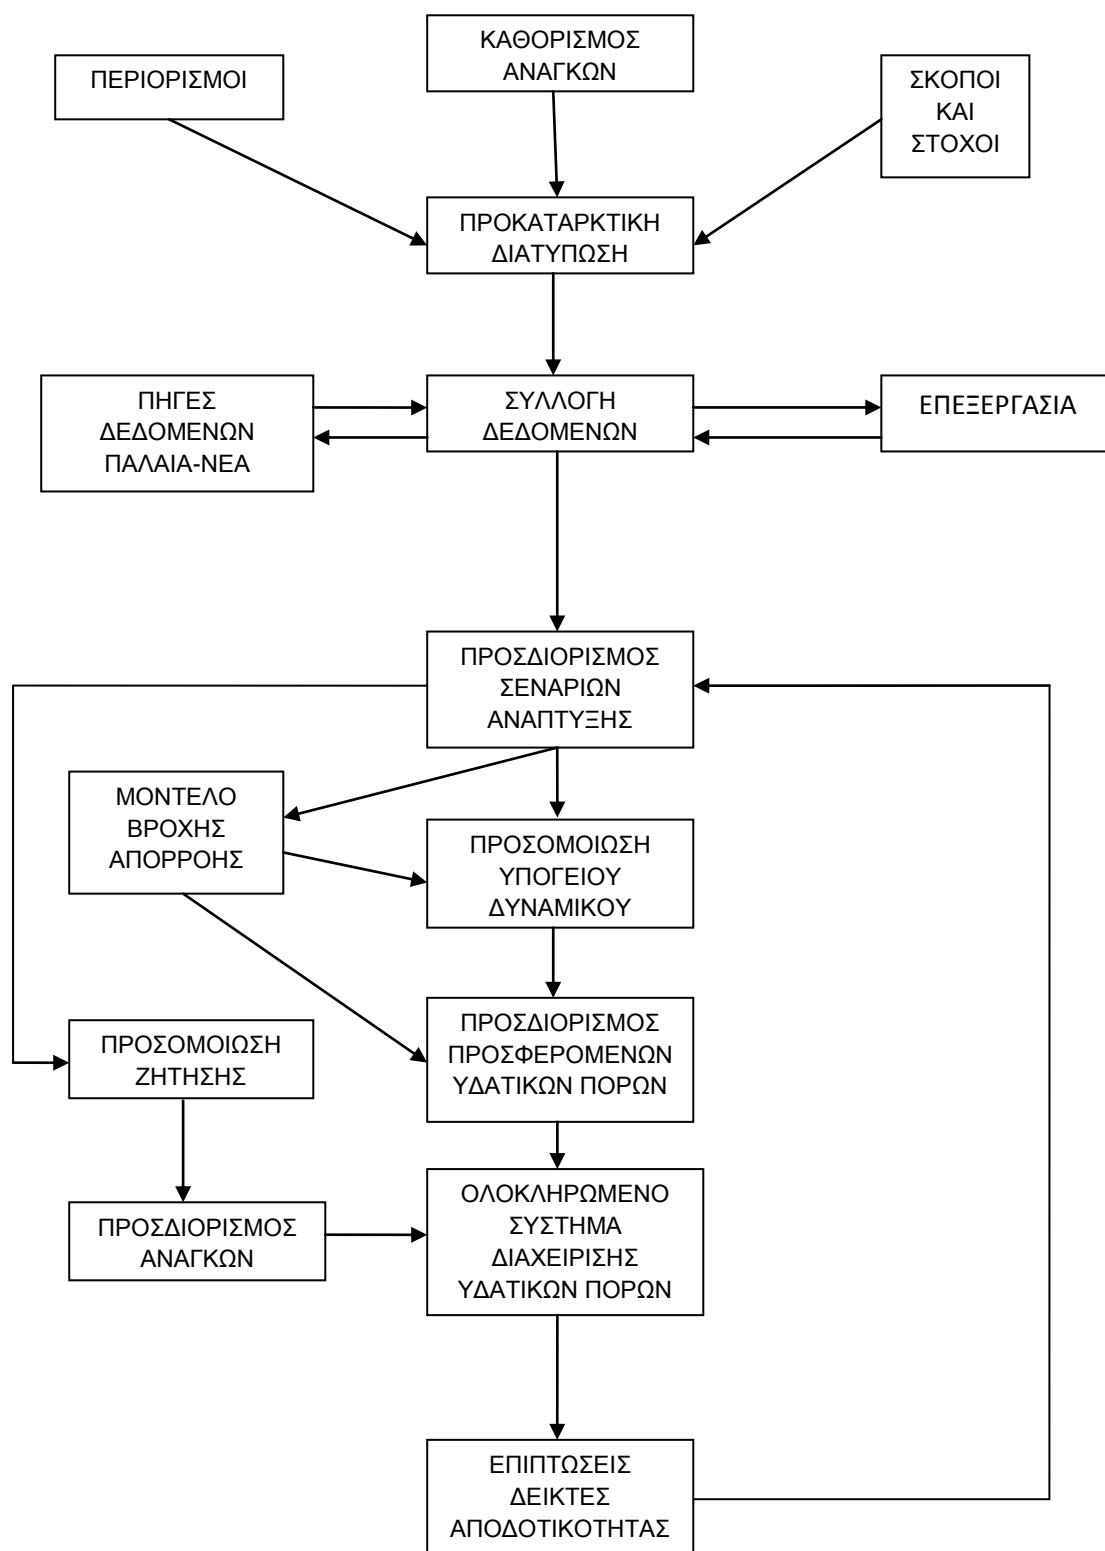 ΚΑΘΟΡΙΣΜΟΣ
ΑΝΑΓΚΩΝ
ΠΕΡΙΟΡΙΣΜΟΙ
ΣΚΟΠΟΙ
ΚΑΙ
ΣΤΟΧΟΙ
ΠΡΟΚΑΤΑΡΚΤΙΚΗ
ΔΙΑΤΥΠΩΣΗ
ΠΗΓΕΣ
ΔΕΔΟΜΕΝΩΝ
ΠΑΛΑΙΑ-ΝΕΑ
ΣΥΛΛΟΓΗ
ΔΕΔΟΜΕΝΩΝ
ΕΠΕΞΕΡΓΑΣΙΑ
ΠΡΟΣΔΙΟΡΙΣΜΟΣ
ΣΕΝΑΡΙΩΝ
ΑΝΑΠΤΥΞΗΣ
ΜΟΝΤΕΛΟ
ΒΡΟΧΗΣ
ΑΠΟΡΡΟΗΣ
ΠΡΟΣΟΜΟΙΩΣΗ
ΥΠΟΓΕΙΟΥ
ΔΥΝΑΜΙΚΟΥ
ΠΡΟΣΔΙΟΡΙΣΜΟΣ
ΠΡΟΣΦΕΡΟΜΕΝΩΝ
ΥΔΑΤΙΚΩΝ ΠΟΡΩΝ
ΠΡΟΣΟΜΟΙΩΣΗ
ΖΗΤΗΣΗΣ
ΟΛΟΚΛΗΡΩΜΕΝΟ
ΣΥΣΤΗΜΑ
ΔΙΑΧΕΙΡΙΣΗΣ
ΥΔΑΤΙΚΩΝ ΠΟΡΩΝ
ΠΡΟΣΔΙΟΡΙΣΜΟΣ
ΑΝΑΓΚΩΝ
ΕΠΙΠΤΩΣΕΙΣ
ΔΕΙΚΤΕΣ
ΑΠΟΔΟΤΙΚΟΤΗΤΑΣ